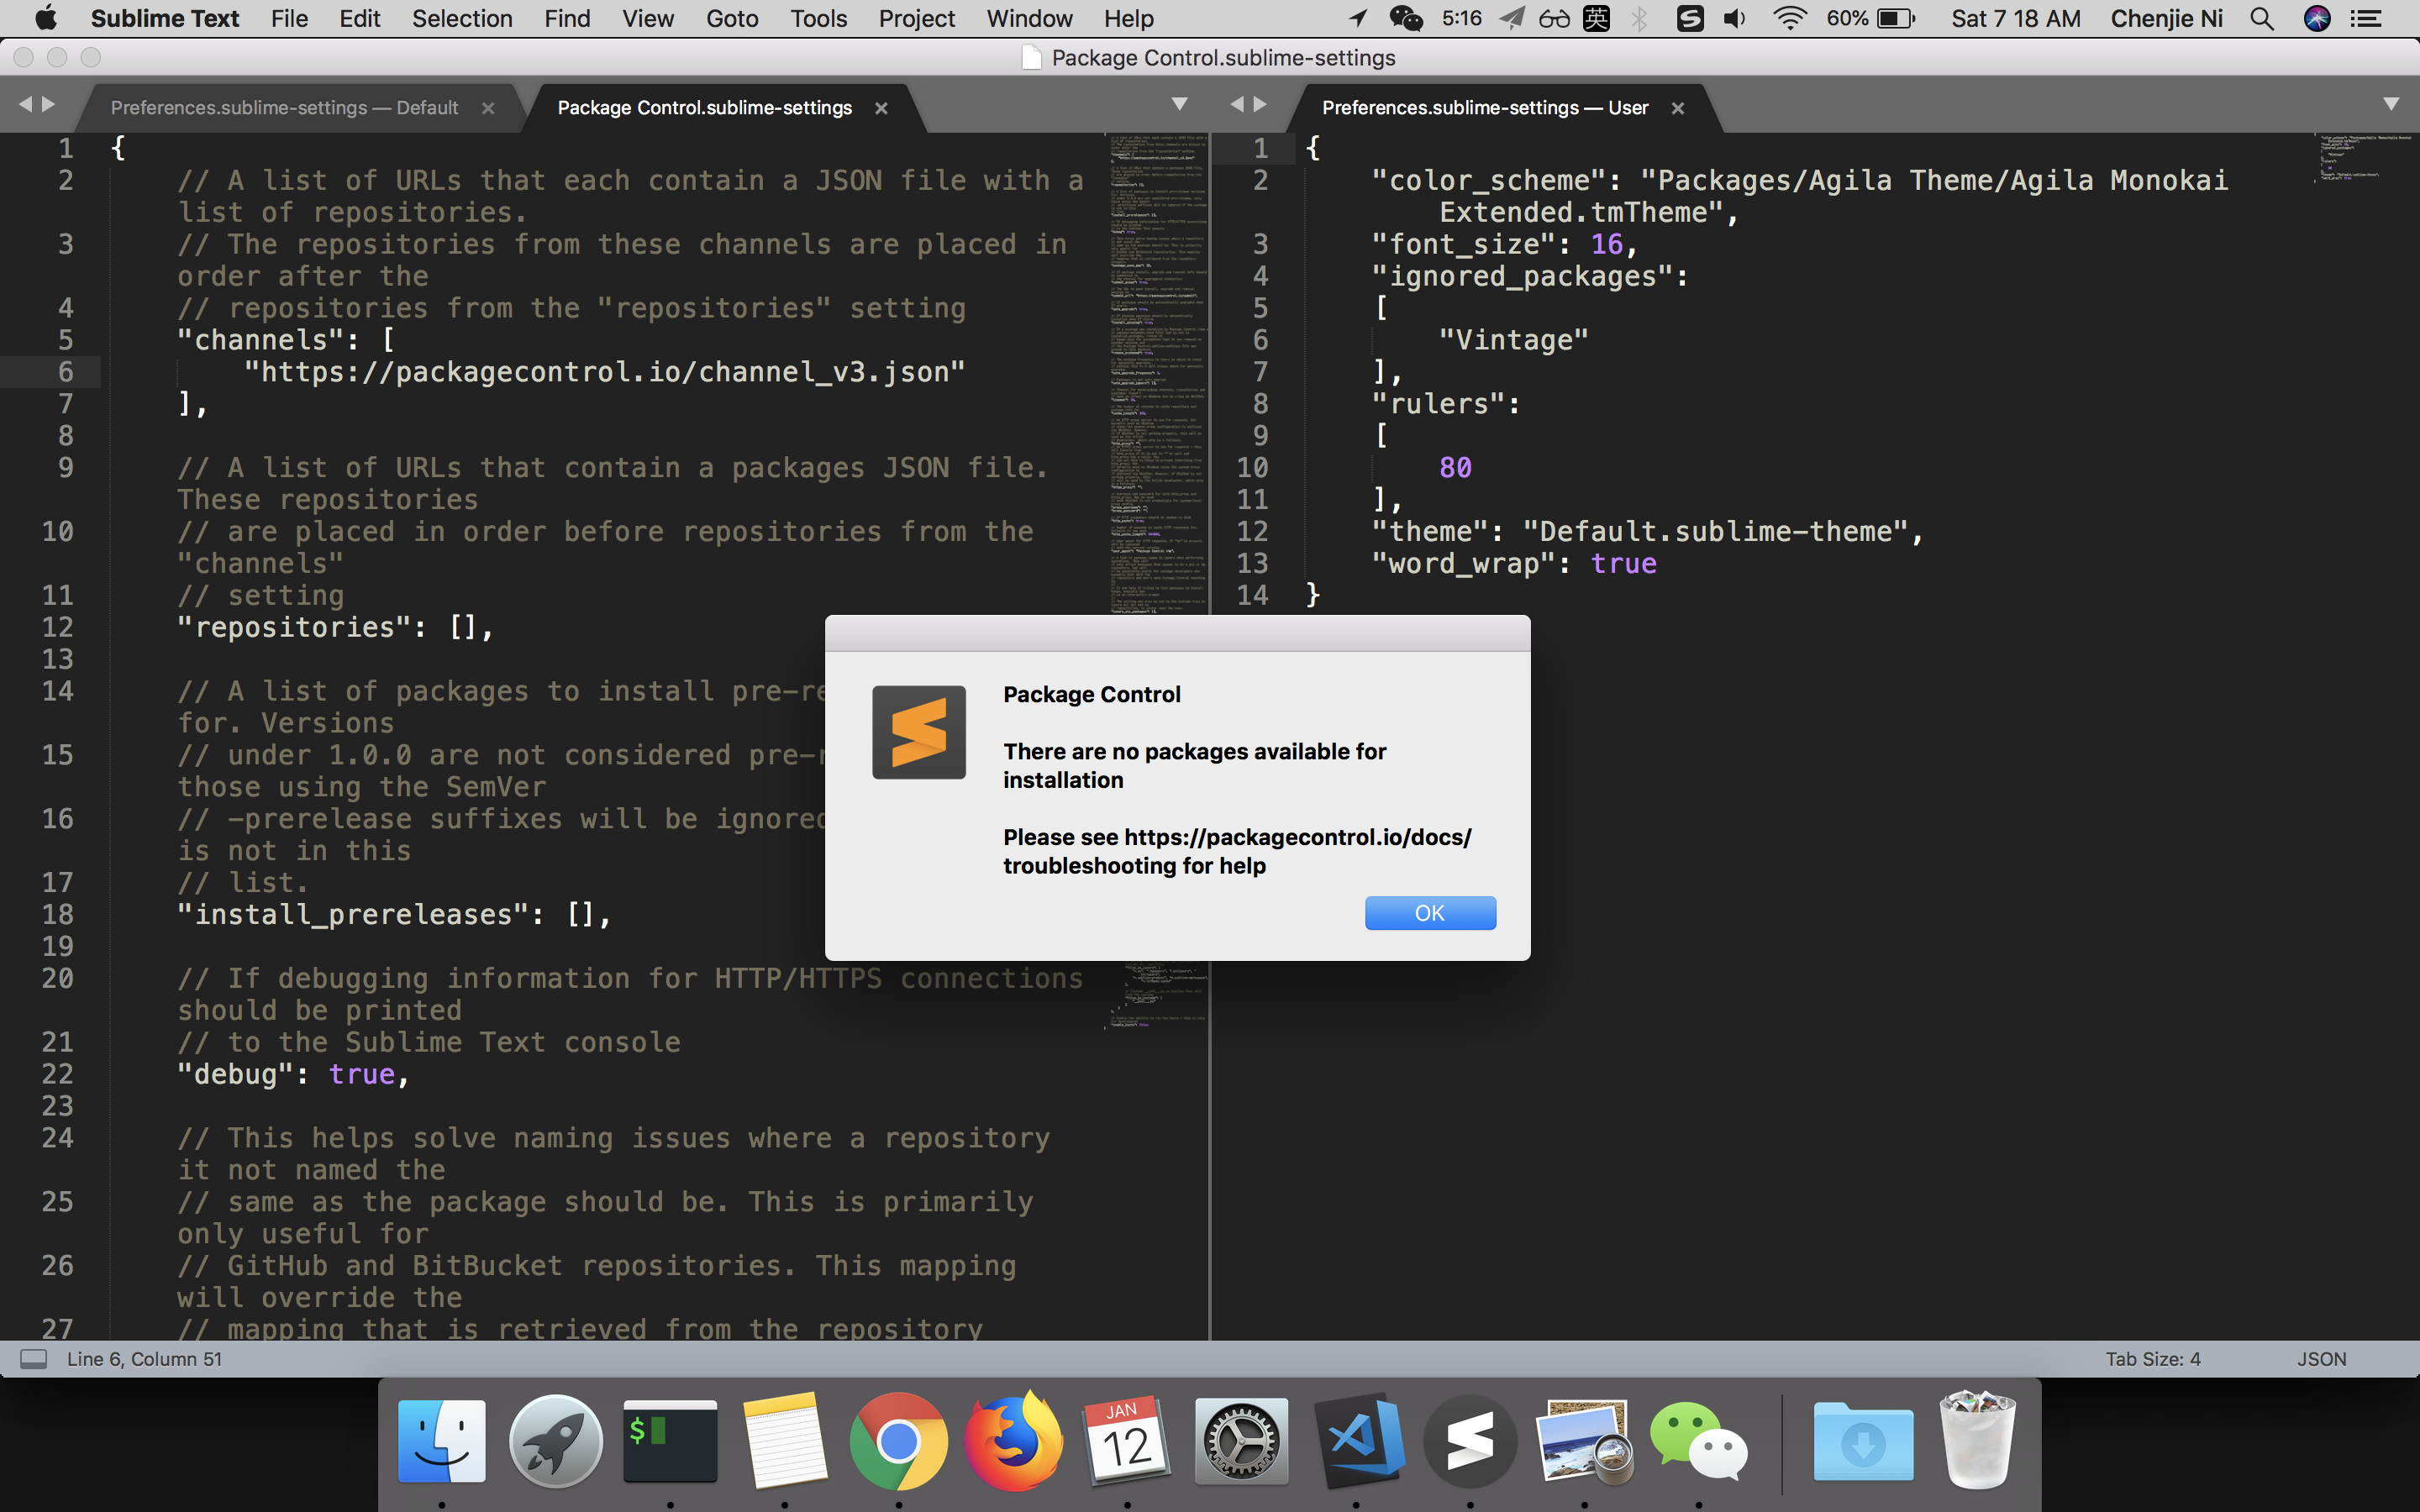 Sublime Text File Edit Selection Find View Goto Tools Project Window Help 5:16 英 60% Sat 7 18 AM Chenjie Ni
Package Control.sublime-settings
Preferences.sublime-settings — Default
Package Control.sublime-settings
Preferences.sublime-settings — User
1 {
2 // A list of URLs that each contain a JSON file with a
list of repositories.
3 // The repositories from these channels are placed in
order after the
4 // repositories from the "repositories" setting
5 "channels": [
6 "https://packagecontrol.io/channel_v3.json"
7 ],
8
9 // A list of URLs that contain a packages JSON file.
These repositories
10 // are placed in order before repositories from the
"channels"
11 // setting
12 "repositories": [],
13
14 // A list of packages to install pre-re
for. Versions
15 // under 1.0.0 are not considered pre-r
those using the SemVer
16 // -prerelease suffixes will be ignored
is not in this
17 // list.
18 "install_prereleases": [],
19
20 // If debugging information for HTTP/HTTPS connections
should be printed
21 // to the Sublime Text console
22 "debug": true,
23
24 // This helps solve naming issues where a repository
it not named the
25 // same as the package should be. This is primarily
only useful for
26 // GitHub and BitBucket repositories. This mapping
will override the
27 // mapping that is retrieved from the repository
1 {
2 "color_scheme": "Packages/Agila Theme/Agila Monokai
Extended.tmTheme",
3 "font_size": 16,
4 "ignored_packages":
5 [
6 "Vintage"
7 ],
8 "rulers":
9 [
10 80
11 ],
12 "theme": "Default.sublime-theme",
13 "word_wrap": true
14 }
Package Control
There are no packages available for
installation
Please see https://packagecontrol.io/docs/
troubleshooting for help
OK
Line 6, Column 51
Tab Size: 4
JSON
$
JAN
12